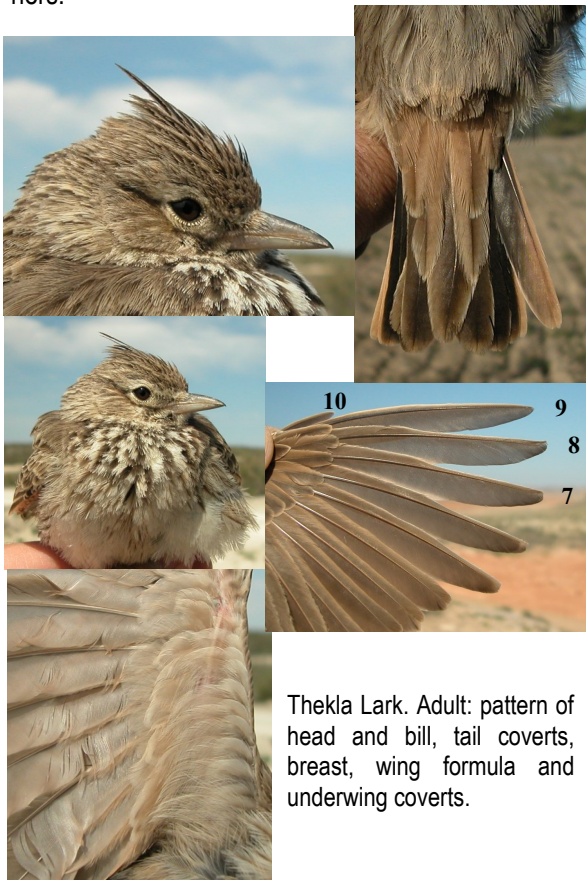 10
9
8
7
Thekla Lark. Adult: pattern of
head and bill, tail coverts,
breast, wing formula and
underwing coverts.